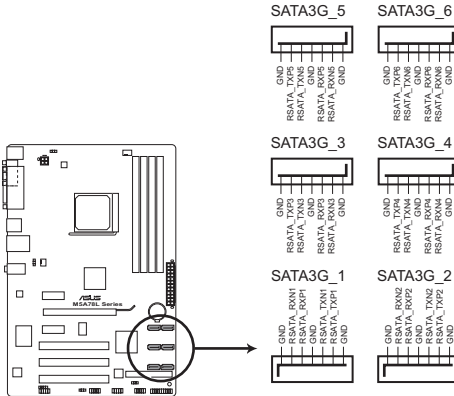 SATA3G_5
SATA3G_6
GND
RSATA_TXP5
RSATA_TXN5
GND
RSATA_RXP5
RSATA_RXN5
GND
GND
RSATA_TXP6
RSATA_TXN6
GND
RSATA_RXP6
RSATA_RXN6
GND
SATA3G_3
SATA3G_4
GND
RSATA_TXP3
RSATA_TXN3
GND
RSATA_RXP3
RSATA_RXN3
GND
GND
RSATA_TXP4
RSATA_TXN4
GND
RSATA_RXP4
RSATA_RXN4
GND
SATA3G_1
SATA3G_2
GND
RSATA_RXN1
RSATA_RXP1
GND
RSATA_TXN1
RSATA_TXP1
GND
GND
RSATA_RXN2
RSATA_RXP2
GND
RSATA_TXN2
RSATA_TXP2
GND
ASUS
M5A78L Series